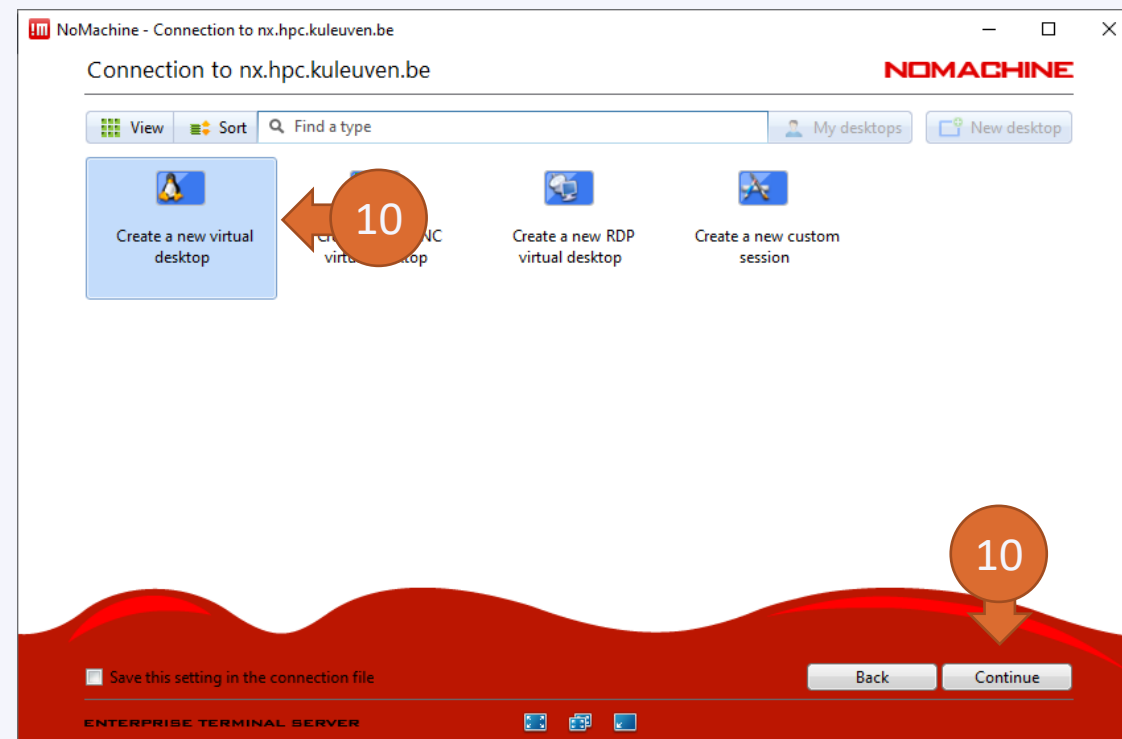 NoMachine - Connection to nx.hpc.kuleuven.be
Connection to nx.hpc.kuleuven.be
NOMACHINE
View Sort Find a type My desktops New desktop
10
Create a new virtual
desktop
NC
Create a new RDP
virtual desktop
Create a new custom
session
10
Save this setting in the connection file
Back Continue
ENTERPRISE TERMINAL SERVER